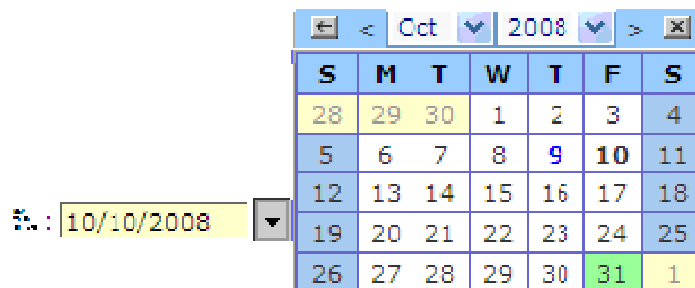 < Oct 2008 >
S M T W T F S
28 29 30 1 2 3 4
5 6 7 8 9 10 11
12 13 14 15 16 17 18
: 10/10/2008
19 20 21 22 23 24 25
26 27 28 29 30 31 1